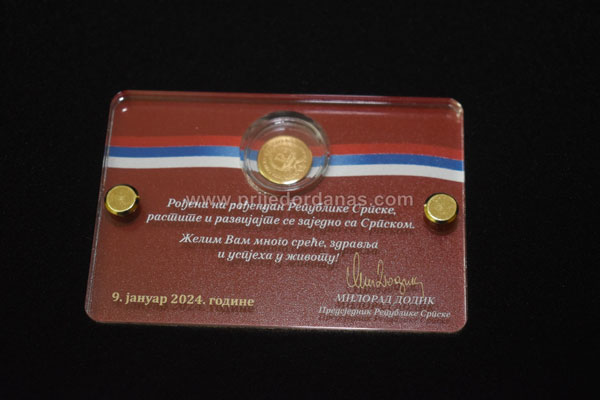 www.prijedordanas.com
Рођена на рођендан Републике Српске,
растите и развијајте се заједно са Српском.
Желим Вам много среће, здравља
и успјеха у животу!
9. јануар 2024. године
МИЛОРАД ДОДИК
Предсједник Републике Српске